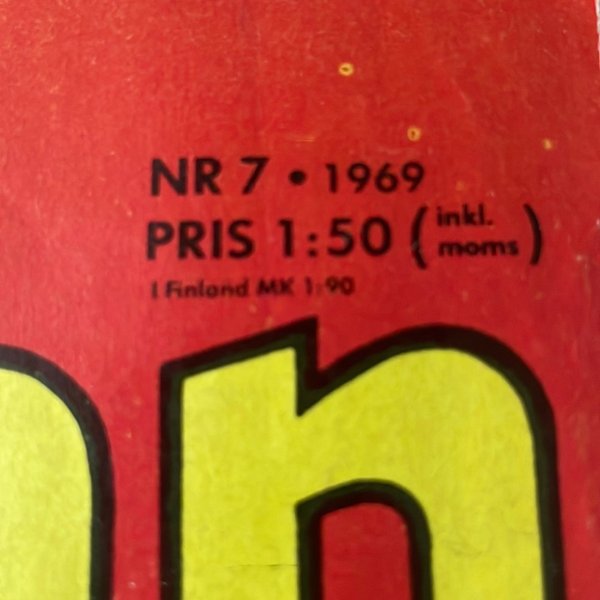 NR 7 • 1969
PRIS 1:50 (inkl. moms)
I Finland MK 1:90
n